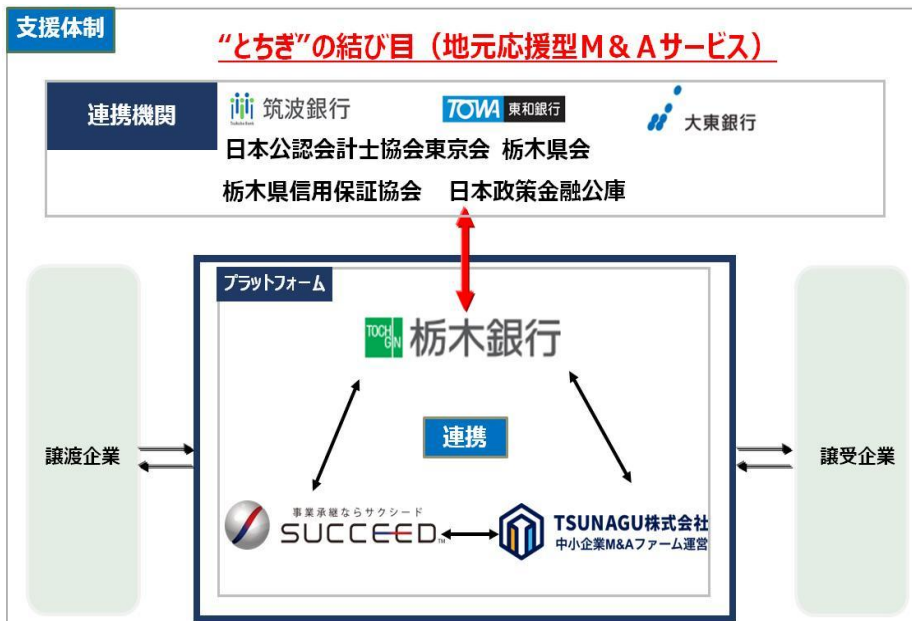 支援体制
“とちぎ”の結び目（地元応援型M＆Aサービス）
連携機関
筑波銀行
Tsukuba Bank
TOWA 東和銀行
大東銀行
日本公認会計士協会東京会 栃木県会
栃木県信用保証協会 日本政策金融公庫
プラットフォーム
TOCHGIN 栃木銀行
連携
譲渡企業
譲受企業
事業承継ならサクシード
SUCCEED™
TSUNAGU株式会社
中小企業M&Aファーム運営